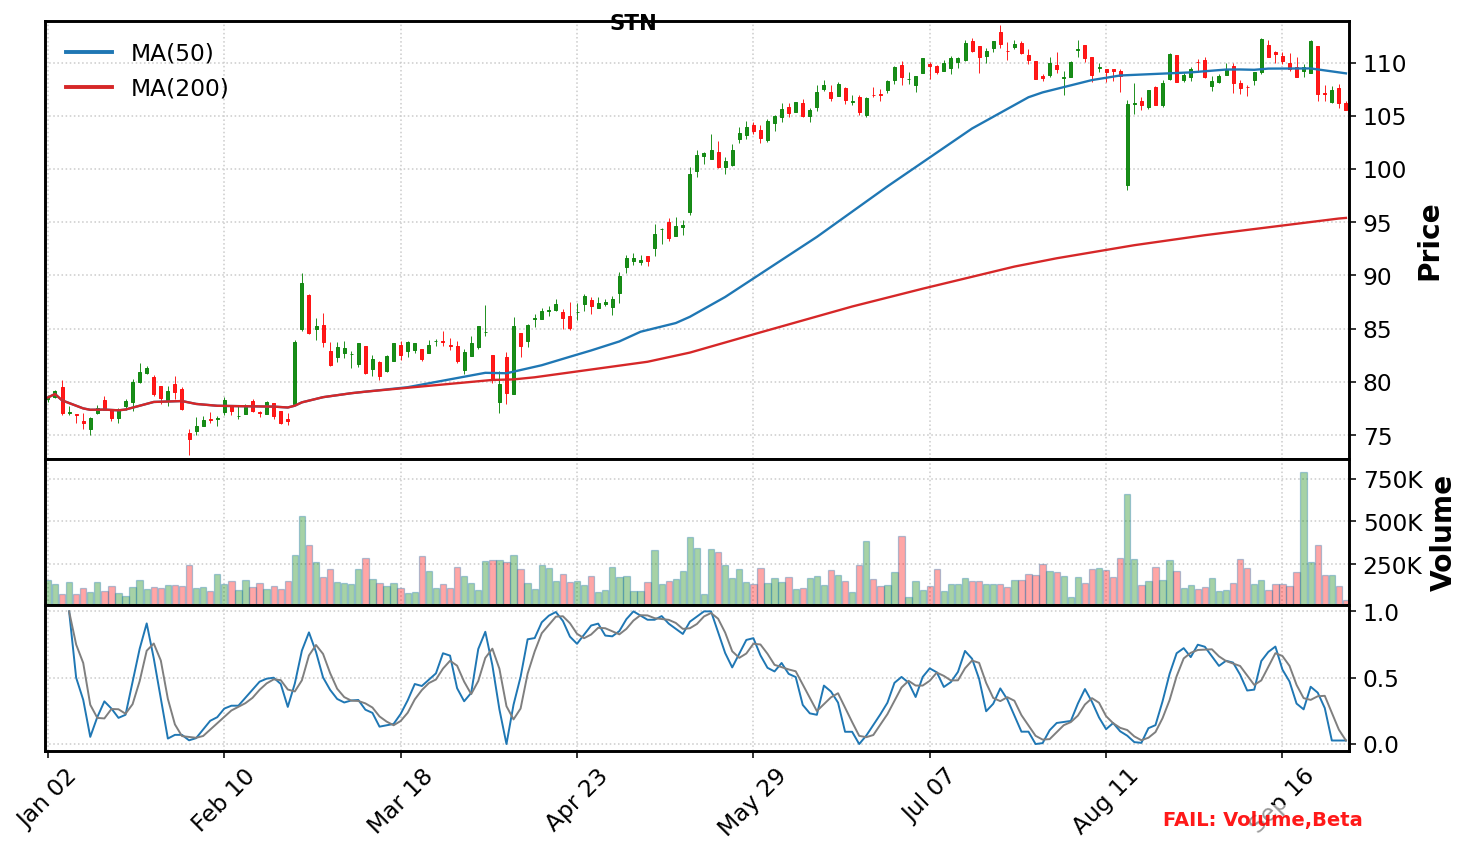 STN
MA(50)
MA(200)
110
105
100
95
90
85
80
75
Price
750K
500K
250K
Volume
1.0
0.5
0.0
Jan 02
Feb 10
Mar 18
Apr 23
May 29
Jul 07
Aug 11
Sep 16
FAIL: Volume,Beta